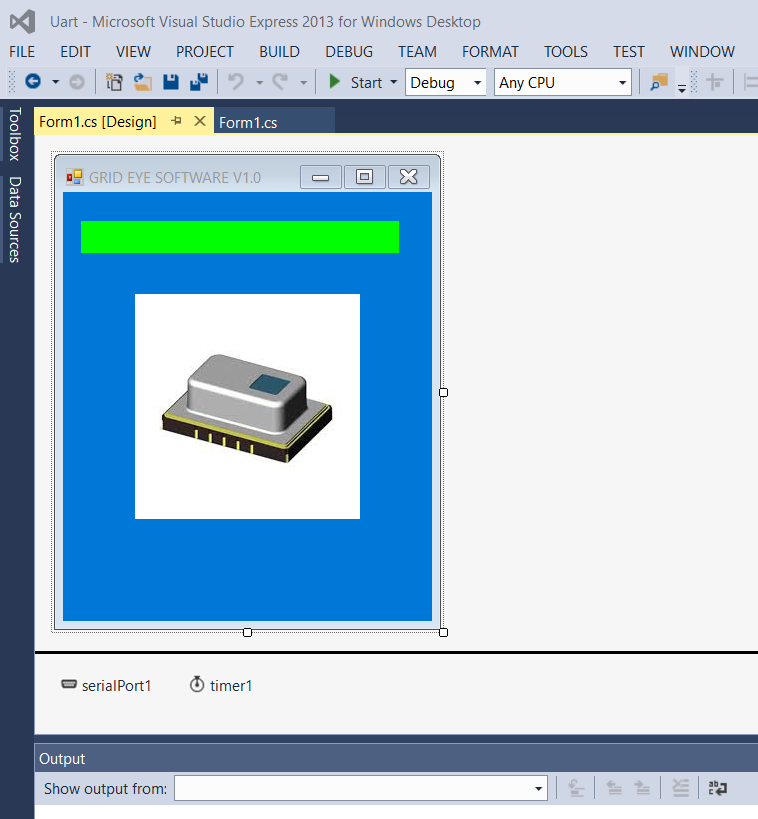 Uart - Microsoft Visual Studio Express 2013 for Windows Desktop
FILE EDIT VIEW PROJECT BUILD DEBUG TEAM FORMAT TOOLS TEST WINDOW
Start Debug Any CPU
Toolbox
Data Sources
Form1.cs [Design] Form1.cs
GRID EYE SOFTWARE V1.0
serialPort1 timer1
Output
Show output from: